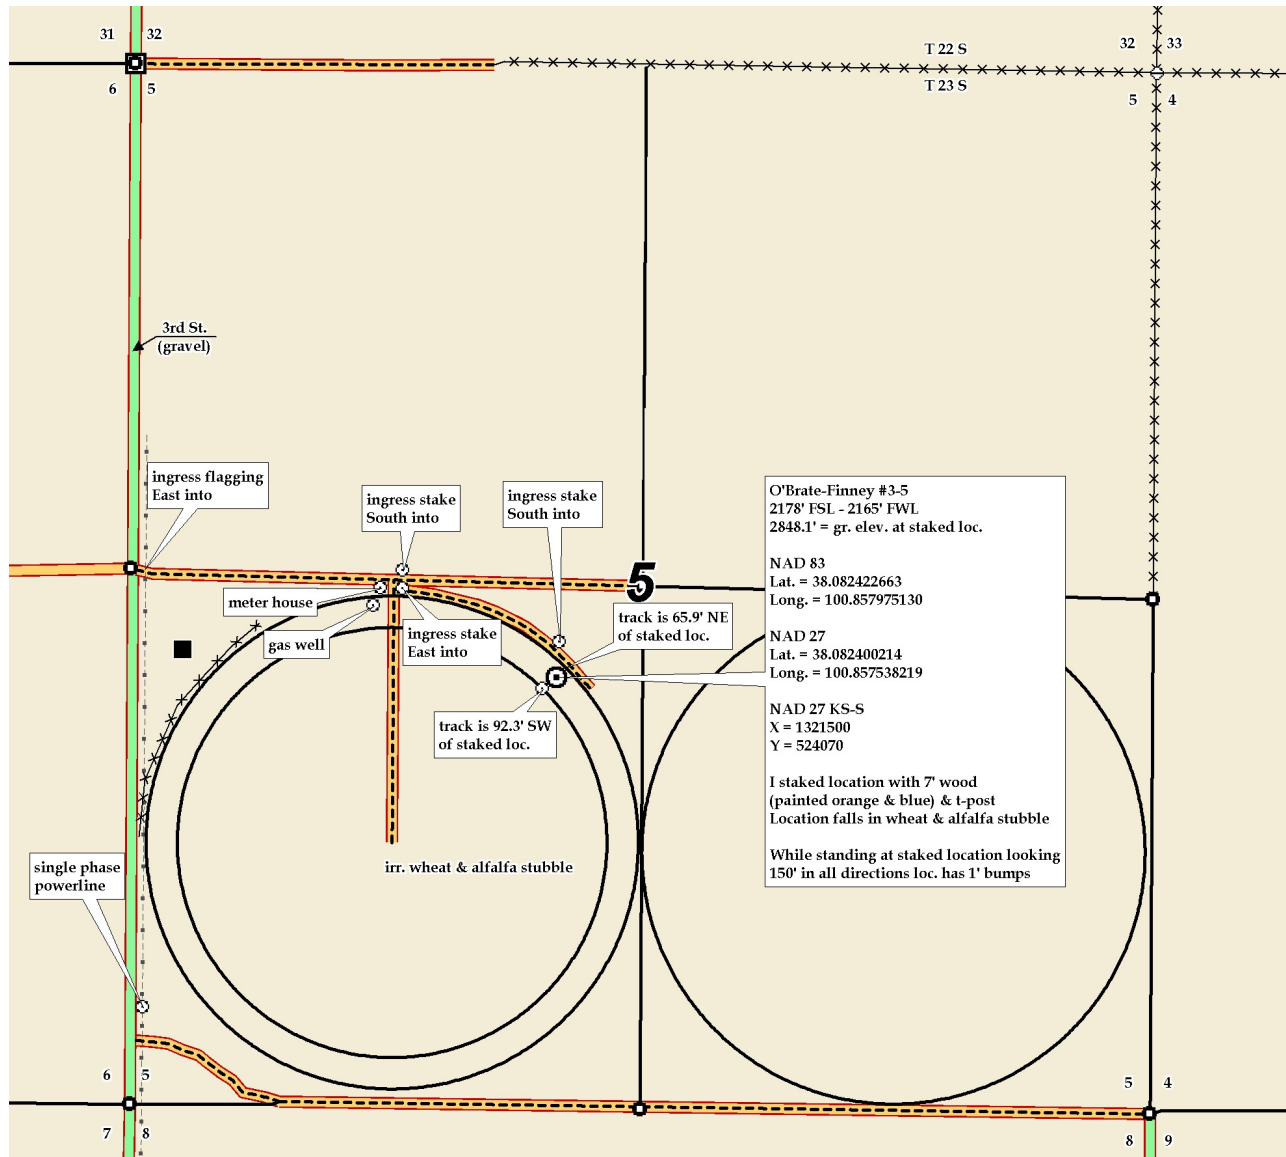 31 32
32 33
T 22 S
T 23 S
6 5
5 4
3rd St.
(gravel)
ingress flagging
East into
ingress stake
South into
ingress stake
South into
5
meter house
gas well
ingress stake
East into
track is 65.9' NE
of staked loc.
track is 92.3' SW
of staked loc.
O'Brate-Finney #3-5
2178' FSL - 2165' FWL
2848.1' = gr. elev. at staked loc.
NAD 83
Lat. = 38.082422663
Long. = 100.857975130
NAD 27
Lat. = 38.082400214
Long. = 100.857538219
NAD 27 KS-S
X = 1321500
Y = 524070
I staked location with 7' wood
(painted orange & blue) & t-post
Location falls in wheat & alfalfa stubble
While standing at staked location looking
150' in all directions loc. has 1' bumps
single phase
powerline
irr. wheat & alfalfa stubble
6 5
5 4
7 8
8 9